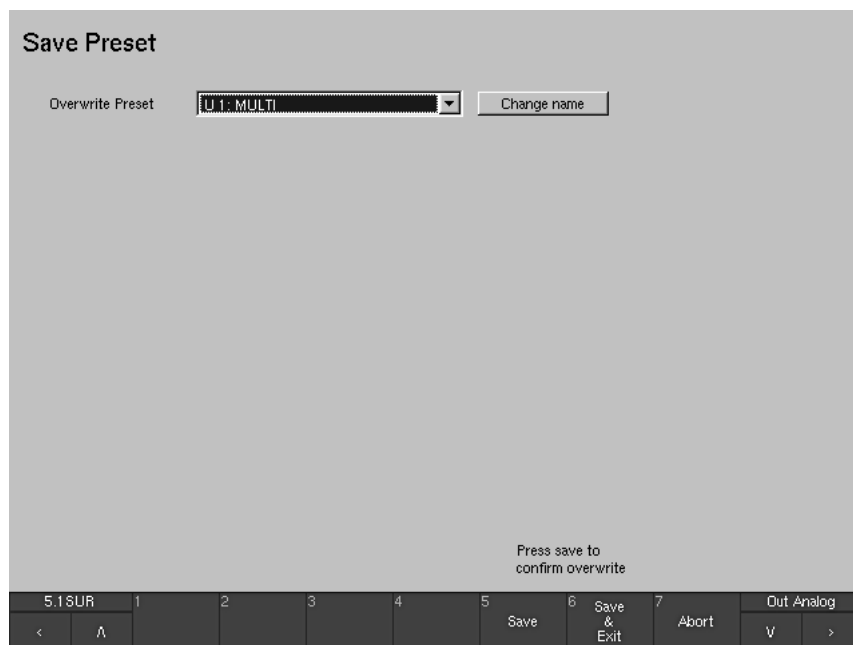 Save Preset
Overwrite Preset U 1: MULTI Change name
Press save to
confirm overwrite
5.1SUR 1 2 3 4 5 6 7 Out Analog
Save Save & Exit Abort
< Λ V >